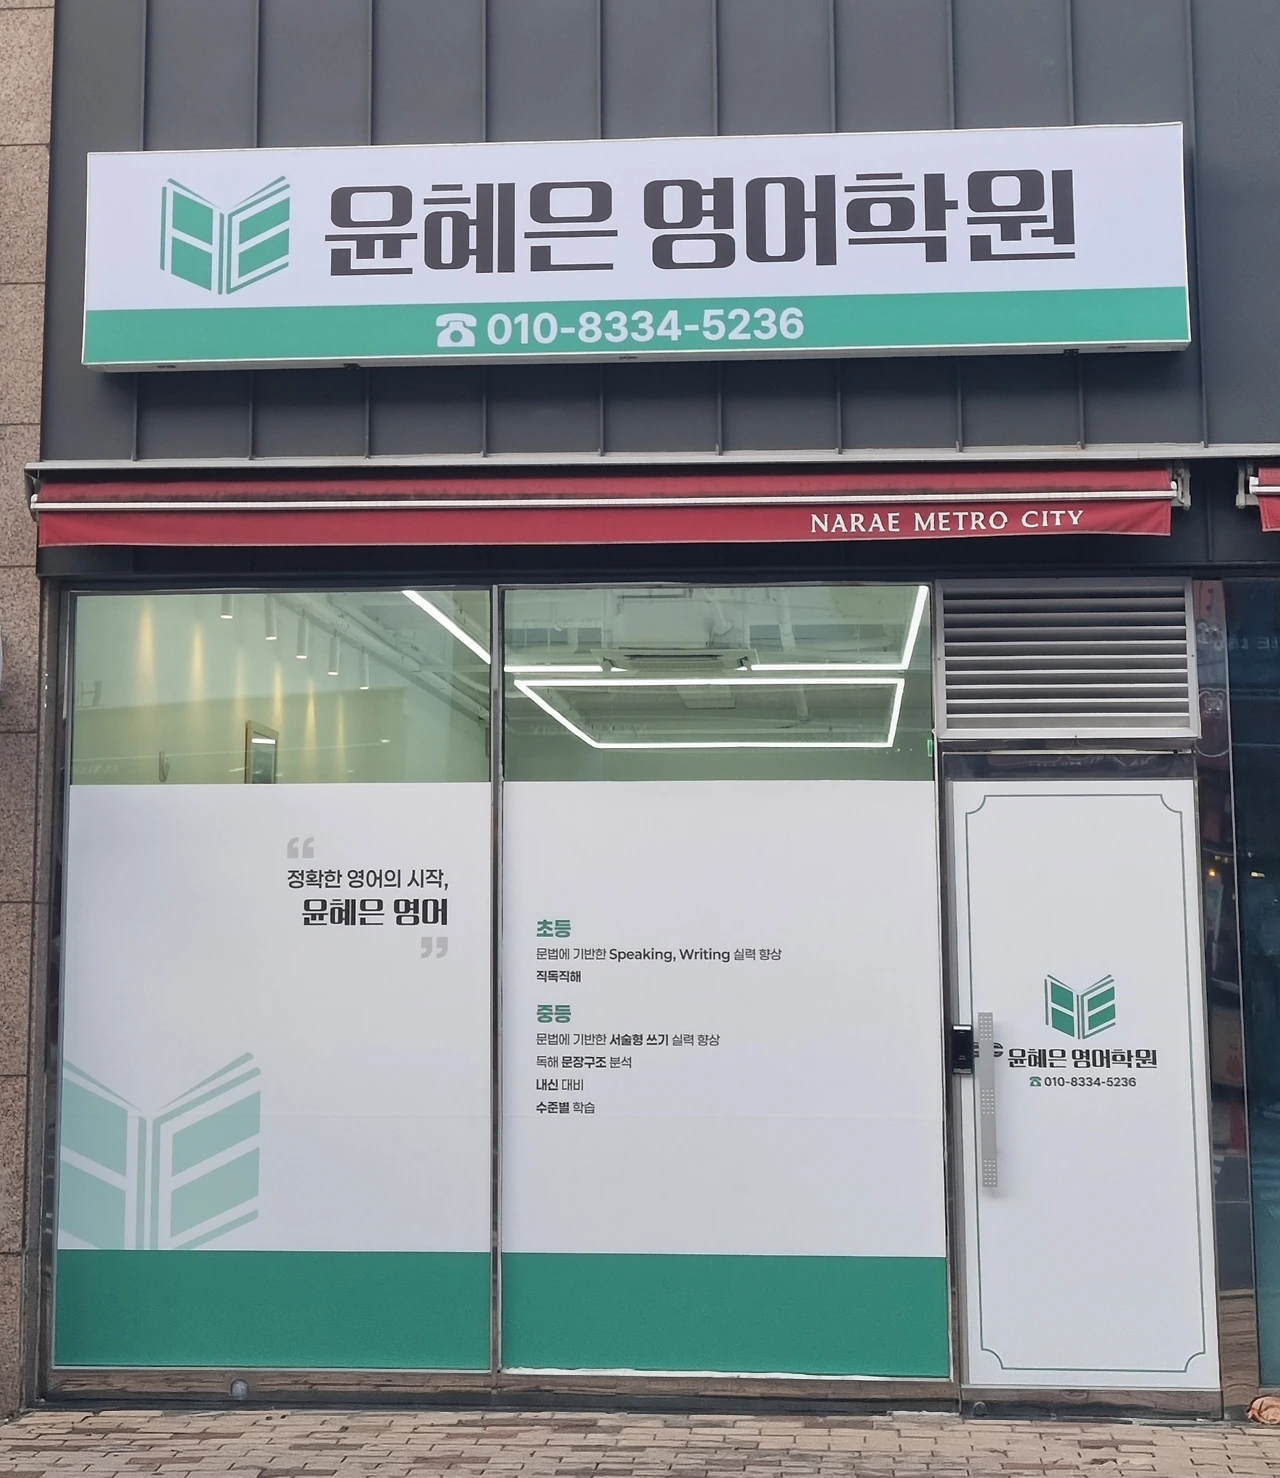 HE 윤혜은 영어학원
☎ 010-8334-5236
NARAE METRO CITY
“
정확한 영어의 시작,
윤혜은 영어
”
초등
문법에 기반한 Speaking, Writing 실력 향상
직독직해
중등
문법에 기반한 서술형 쓰기 실력 향상
독해 문장구조 분석
내신 대비
수준별 학습
HE
HE
윤혜은 영어학원
☎ 010-8334-5236